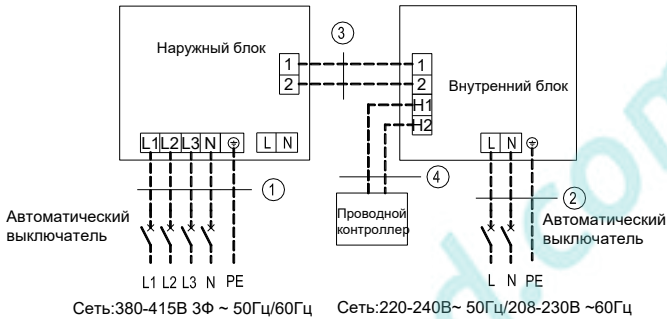 Наружный блок
1
2
L1 L2 L3 N
L N
3
Внутренний блок
1
2
H1
H2
L N
1
4
2
Проводной
контроллер
Автоматический
выключатель
L1 L2 L3 N PE
Автоматический
выключатель
L N PE
Сеть:380-415В 3Ф ~ 50Гц/60Гц
Сеть:220-240В~ 50Гц/208-230В ~60Гц